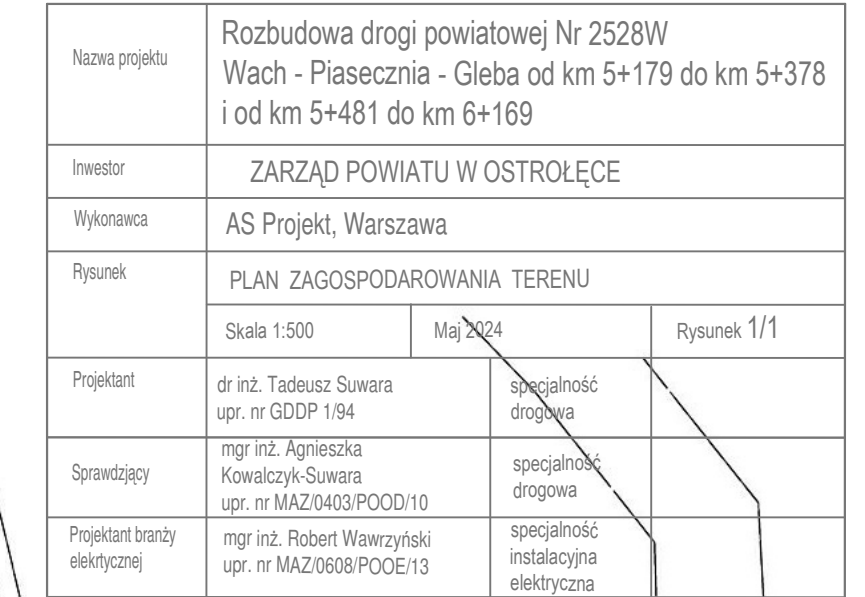 Nazwa projektu
Rozbudowa drogi powiatowej Nr 2528W
Wach - Piasecznia - Gleba od km 5+179 do km 5+378
i od km 5+481 do km 6+169
Inwestor
ZARZĄD POWIATU W OSTROŁĘCE
Wykonawca
AS Projekt, Warszawa
Rysunek
PLAN ZAGOSPODAROWANIA TERENU
Skala 1:500
Maj 2024
Rysunek 1/1
Projektant
dr inż. Tadeusz Suwara
upr. nr GDDP 1/94
specjalność
drogowa
Sprawdzjący
mgr inż. Agnieszka
Kowalczyk-Suwara
upr. nr MAZ/0403/POOD/10
specjalność
drogowa
Projektant branży
elekrtycznej
mgr inż. Robert Wawrzyński
upr. nr MAZ/0608/POOE/13
specjalność
instalacyjna
elektryczna